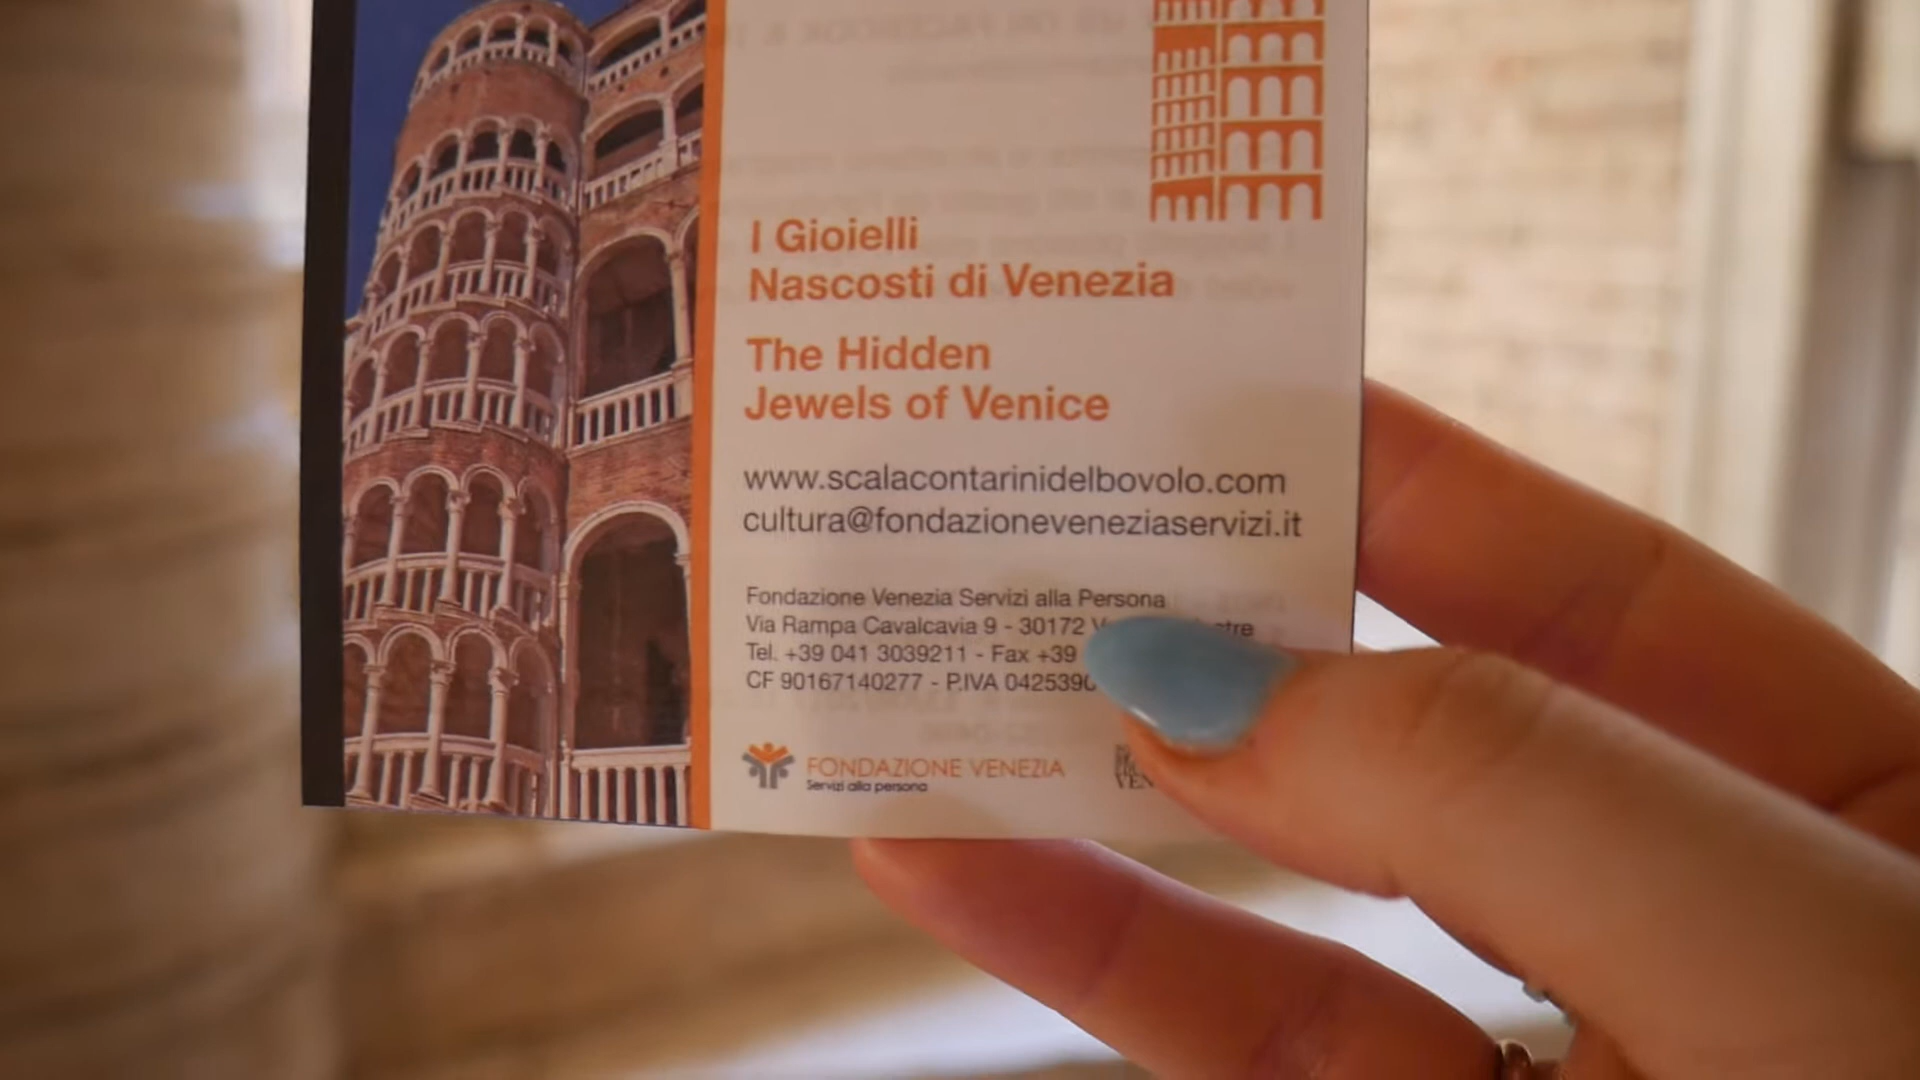 I Gioielli
Nascosti di Venezia
The Hidden
Jewels of Venice
www.scalacontarinidelbovolo.com
cultura@fondazioneveneziaservizi.it
Fondazione Venezia Servizi alla Persona
Via Rampa Cavalcavia 9 - 30172
Tel. +39 041 3039211 - Fax +39
CF 90167140277 - P.IVA 0425390
FONDAZIONE VENEZIA
Servizi alla persona